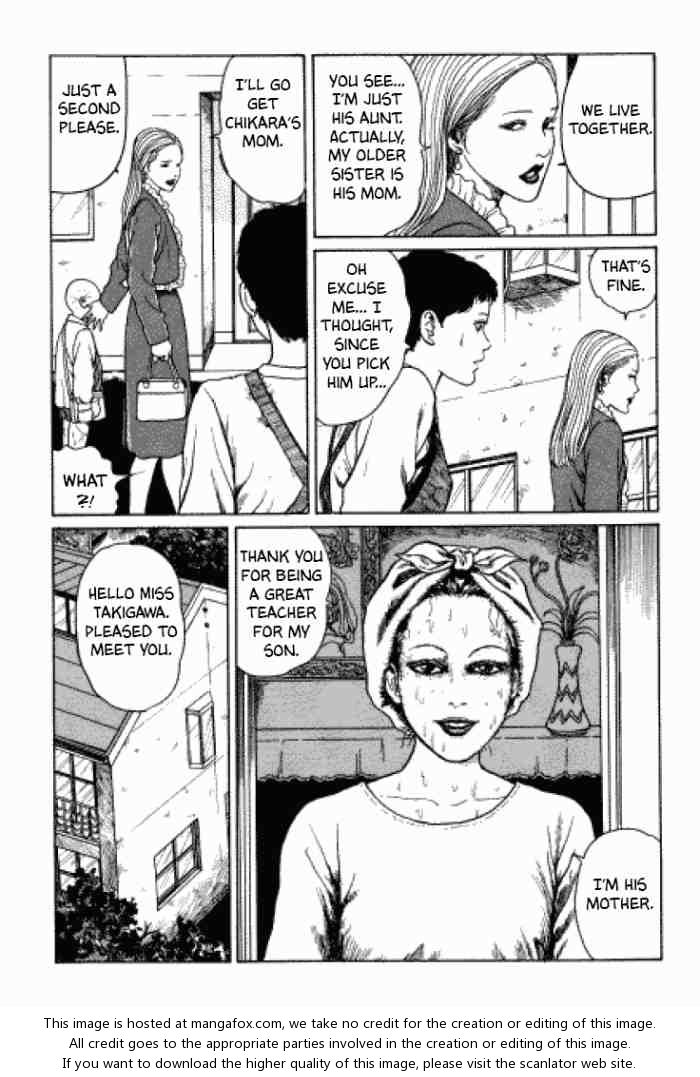 JUST A
SECOND
PLEASE.
I'LL GO
GET
CHIKARA'S
MOM.
WHAT
?!
YOU SEE...
I'M JUST
HIS AUNT.
ACTUALLY,
MY OLDER
SISTER IS
HIS MOM.
WE LIVE
TOGETHER.
OH
EXCUSE
ME... I
THOUGHT,
SINCE
YOU PICK
HIM UP...
THAT'S
FINE.
HELLO MISS
TAKIGAWA.
PLEASED TO
MEET YOU.
THANK YOU
FOR BEING
A GREAT
TEACHER
FOR MY
SON.
I'M HIS
MOTHER.
This image is hosted at mangafox.com, we take no credit for the creation or editing of this image.
All credit goes to the appropriate parties involved in the creation or editing of this image.
If you want to download the higher quality of this image, please visit the scanlator web site.